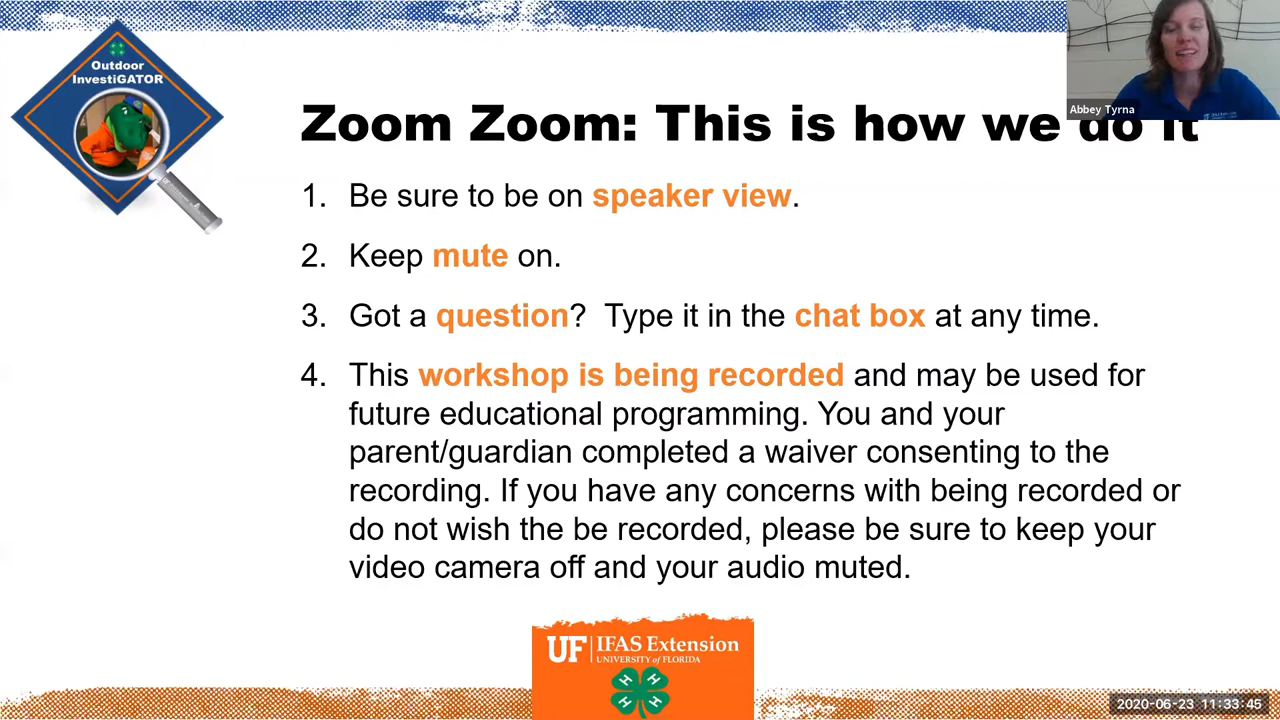 Outdoor
InvestiGATOR
Abbey Tyrna
Zoom Zoom: This is how we do it
1. Be sure to be on speaker view.
2. Keep mute on.
3. Got a question? Type it in the chat box at any time.
4. This workshop is being recorded and may be used for
future educational programming. You and your
parent/guardian completed a waiver consenting to the
recording. If you have any concerns with being recorded or
do not wish the be recorded, please be sure to keep your
video camera off and your audio muted.
UF IFAS Extension
UNIVERSITY of FLORIDA
H H
H H
2020-06-23 11:33:45